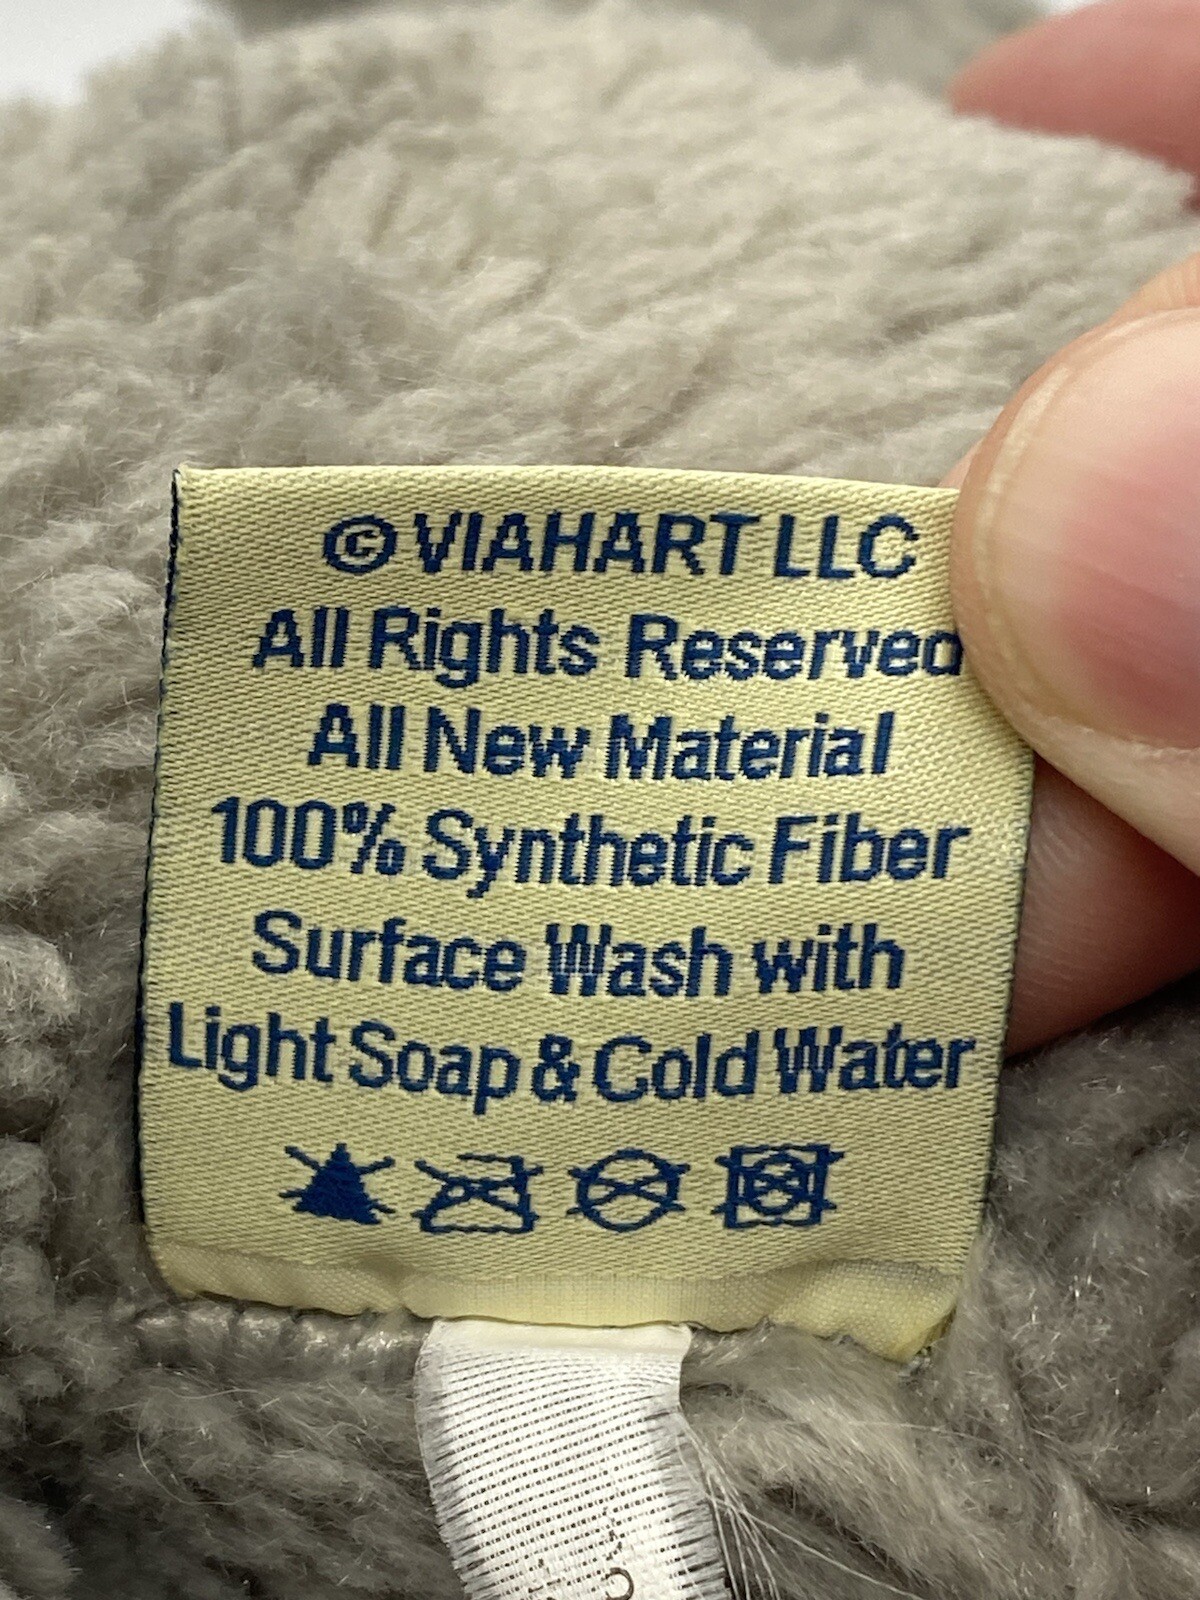 © VIAHART LLC
All Rights Reserved
All New Material
100% Synthetic Fiber
Surface Wash with
Light Soap & Cold Water